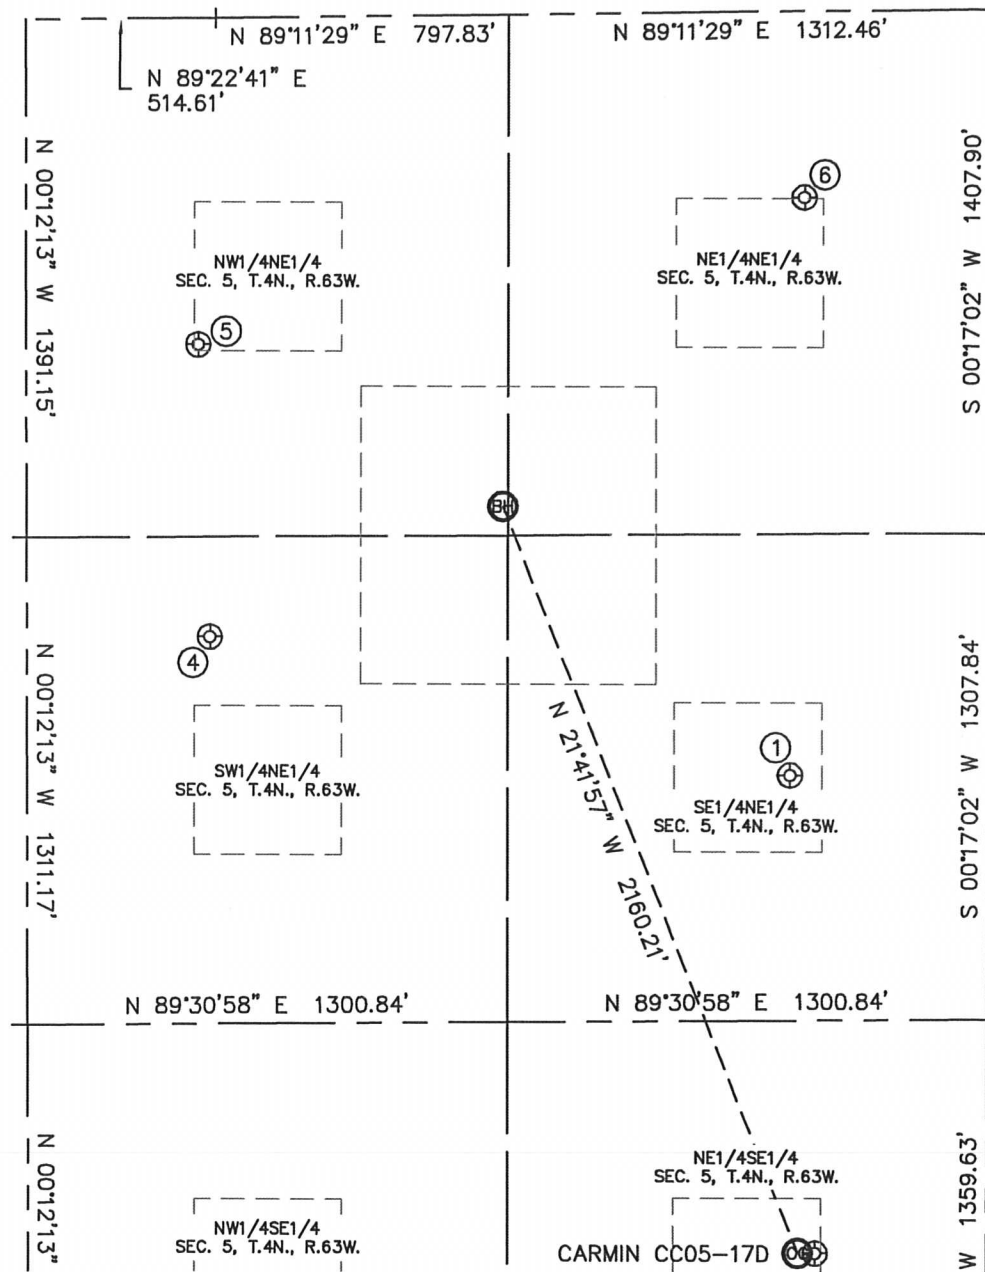 N 89°11'29" E 797.83'
N 89°11'29" E 1312.46'
N 89°22'41" E
514.61'
N 00°12'13" W 1391.15'
S 00°17'02" W 1407.90'
6
NW1/4NE1/4
SEC. 5, T.4N., R.63W.
NE1/4NE1/4
SEC. 5, T.4N., R.63W.
5
BH
4
N 00°12'13" W 1311.17'
S 00°17'02" W 1307.84'
N 21°41'57" W 2160.21'
1
SW1/4NE1/4
SEC. 5, T.4N., R.63W.
SE1/4NE1/4
SEC. 5, T.4N., R.63W.
N 89°30'58" E 1300.84'
N 89°30'58" E 1300.84'
N 00°12'13"
W 1359.63'
NE1/4SE1/4
SEC. 5, T.4N., R.63W.
NW1/4SE1/4
SEC. 5, T.4N., R.63W.
CARMIN CC05-17D